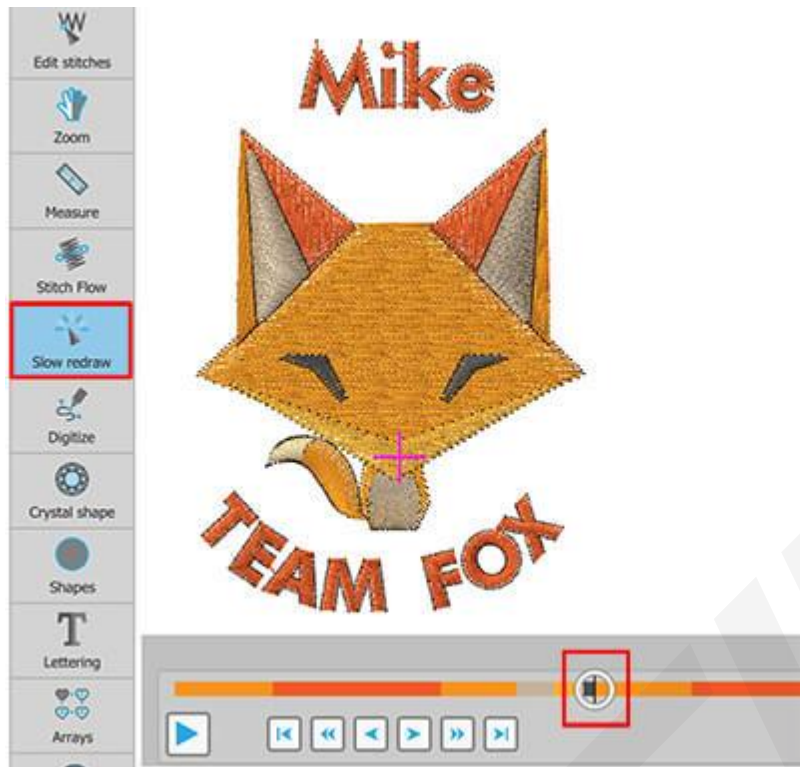 Edit stitches
Zoom
Measure
Stitch Flow
Slow redraw
Digitize
Crystal shape
Shapes
T
Lettering
Arrays
Mike
TEAM FOX